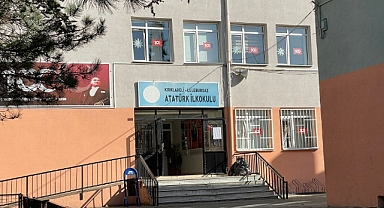 KIRKLARELİ - LÜLEBURGAZ
ATATÜRK İLKOKULU